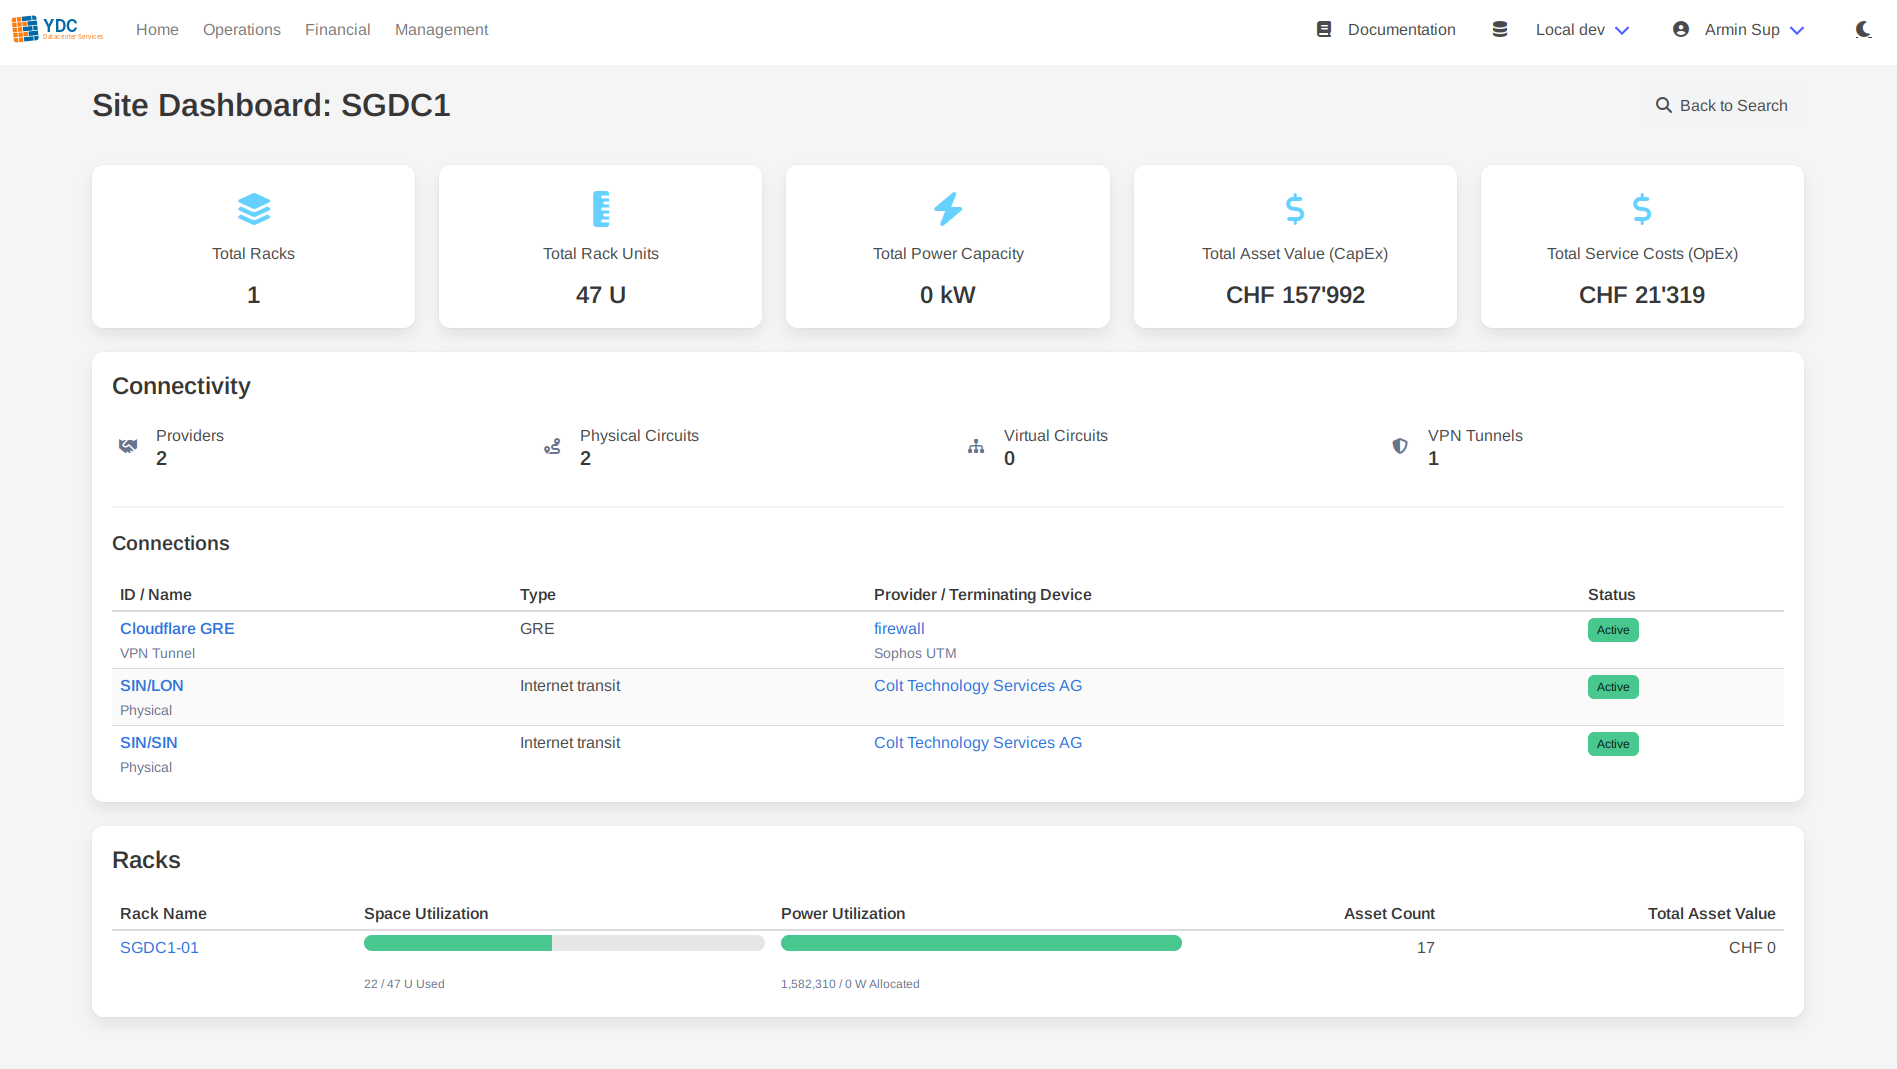 YDC
Datacenter Services
Home
Operations
Financial
Management
Documentation
Local dev
Armin Sup
Site Dashboard: SGDC1
Back to Search
Total Racks
1
Total Rack Units
47 U
Total Power Capacity
0 kW
Total Asset Value (CapEx)
CHF 157'992
Total Service Costs (OpEx)
CHF 21'319
Connectivity
Providers
2
Physical Circuits
2
Virtual Circuits
0
VPN Tunnels
1
Connections
ID / Name Type Provider / Terminating Device Status
Cloudflare GRE GRE firewall Active
VPN Tunnel Sophos UTM
SIN/LON Internet transit Colt Technology Services AG Active
Physical
SIN/SIN Internet transit Colt Technology Services AG Active
Physical
Racks
Rack Name Space Utilization Power Utilization Asset Count Total Asset Value
SGDC1-01 17 CHF 0
22 / 47 U Used 1,582,310 / 0 W Allocated